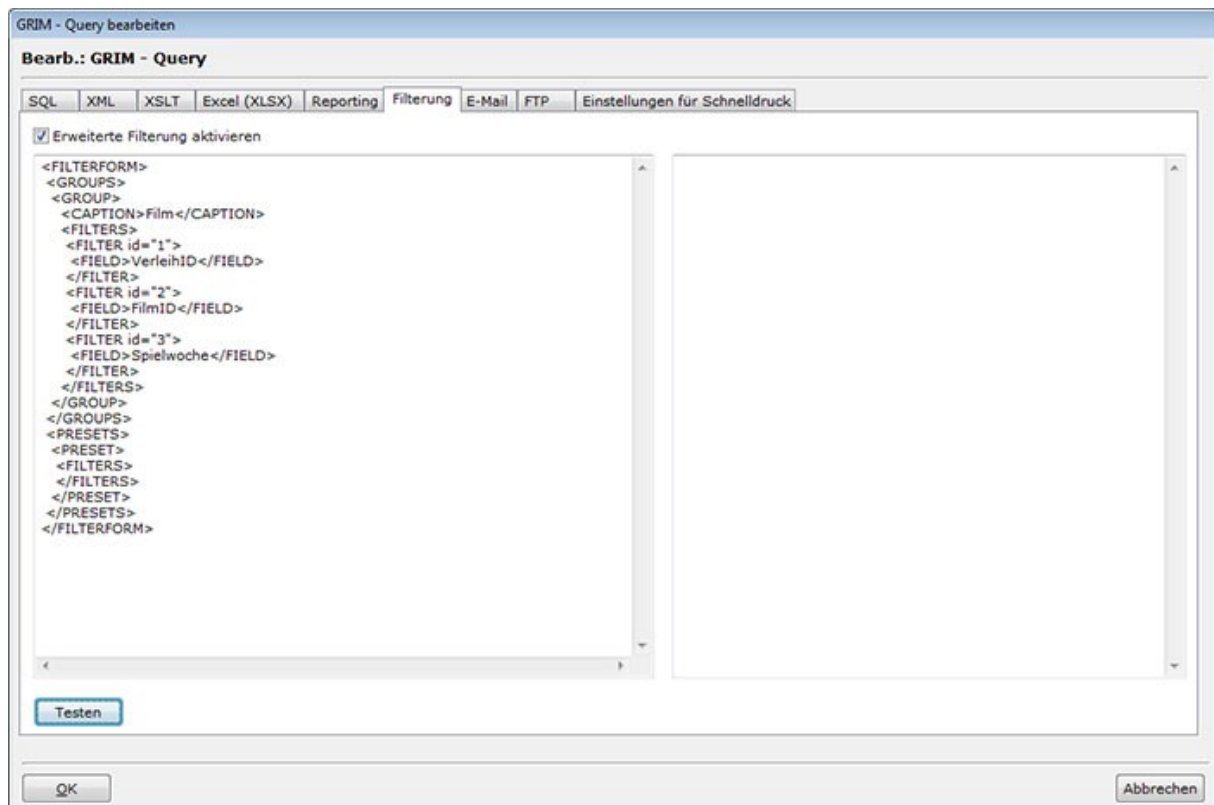 GRIM - Query bearbeiten
Bearb.: GRIM - Query
SQL XML XSLT Excel (XLSX) Reporting Filterung E-Mail FTP Einstellungen für Schnelldruck
Erweiterte Filterung aktivieren
<FILTERFORM>
<GROUPS>
<GROUP>
<CAPTION>Film</CAPTION>
<FILTERS>
<FILTER id="1">
<FIELD>VerleihID</FIELD>
</FILTER>
<FILTER id="2">
<FIELD>FilmID</FIELD>
</FILTER>
<FILTER id="3">
<FIELD>Spielwoche</FIELD>
</FILTER>
</FILTERS>
</GROUP>
</GROUPS>
<PRESETS>
<PRESET>
<FILTERS>
</FILTERS>
</PRESET>
</PRESETS>
</FILTERFORM>
Testen
OK Abbrechen